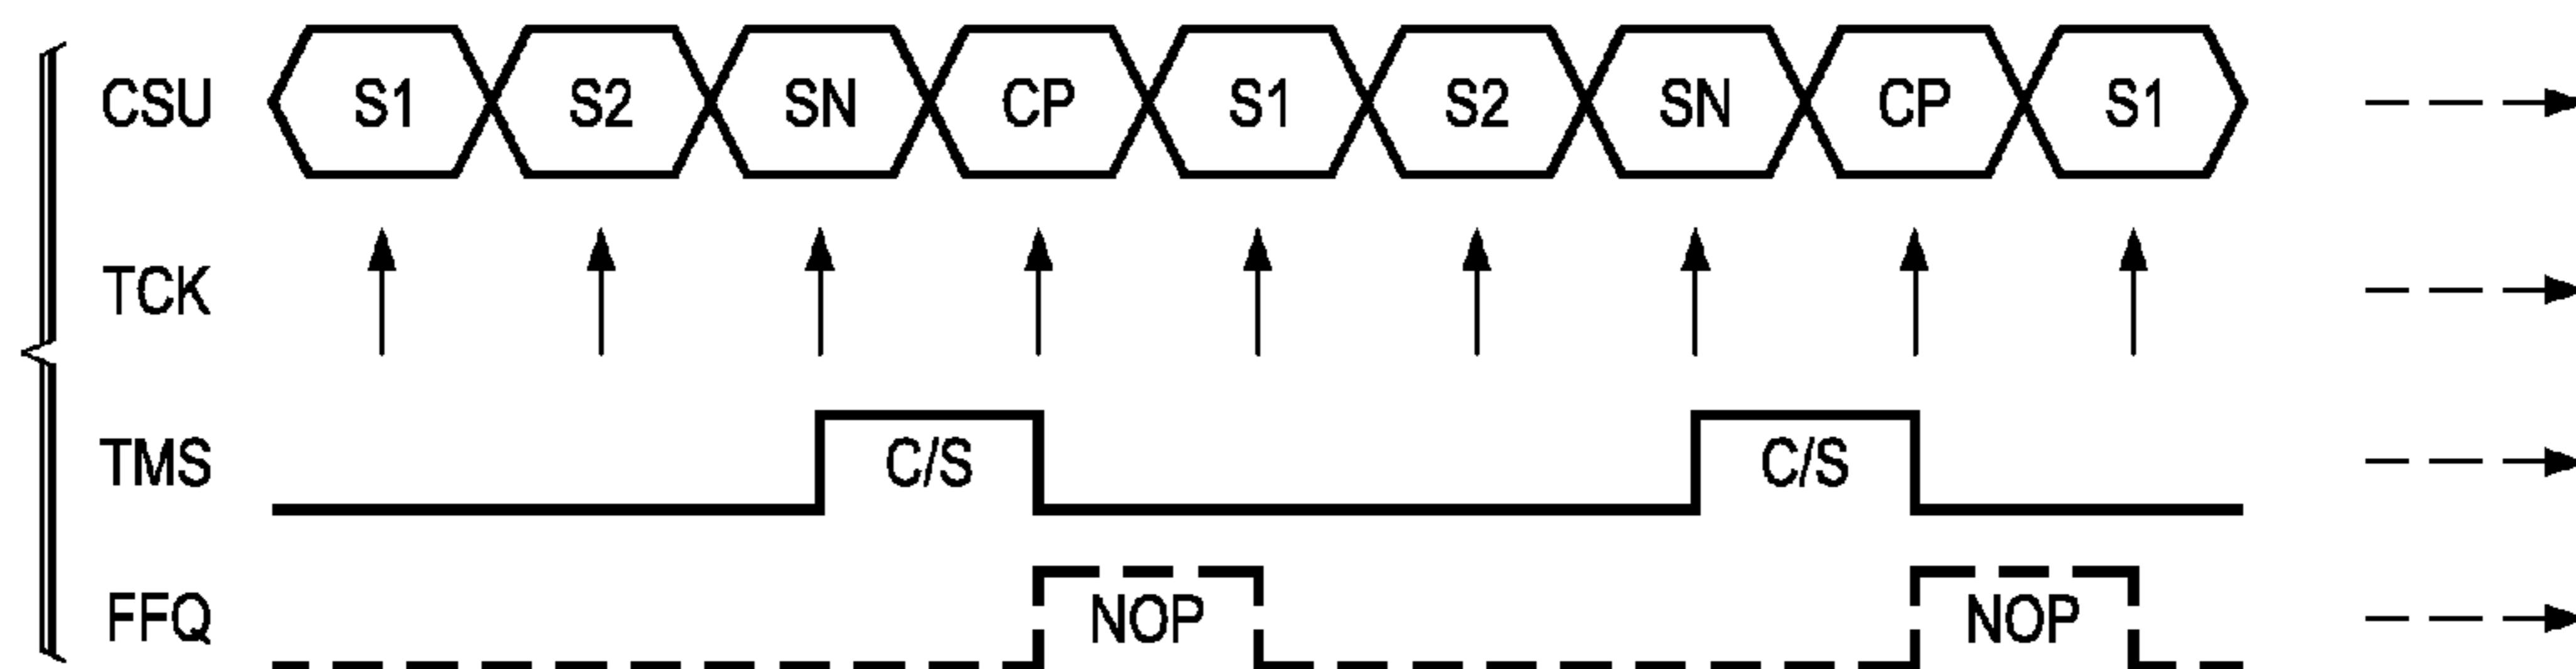 CSU S1 S2 SN CP S1 S2 SN CP S1
TCK
TMS C/S C/S
FFQ NOP NOP